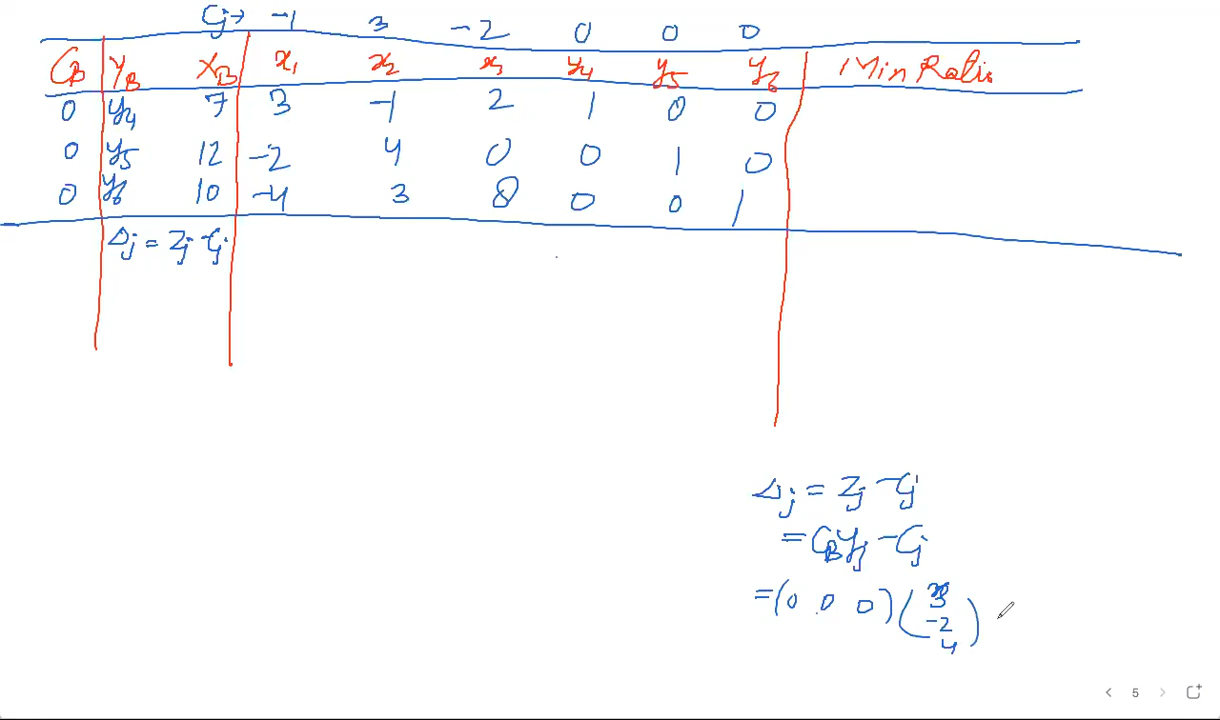 Cj→ -1 3 -2 0 0 0
CB YB XB x1 x2 x3 y4 y5 y6 Min Ratio
0 y4 7 3 -1 2 1 0 0
0 y5 12 -2 4 0 0 1 0
0 y6 10 -4 3 8 0 0 1
Δj = Zj - Cj
Δj = Zj - Cj
= CB Yj - Cj
= (0 0 0) (3
-2
4)
5